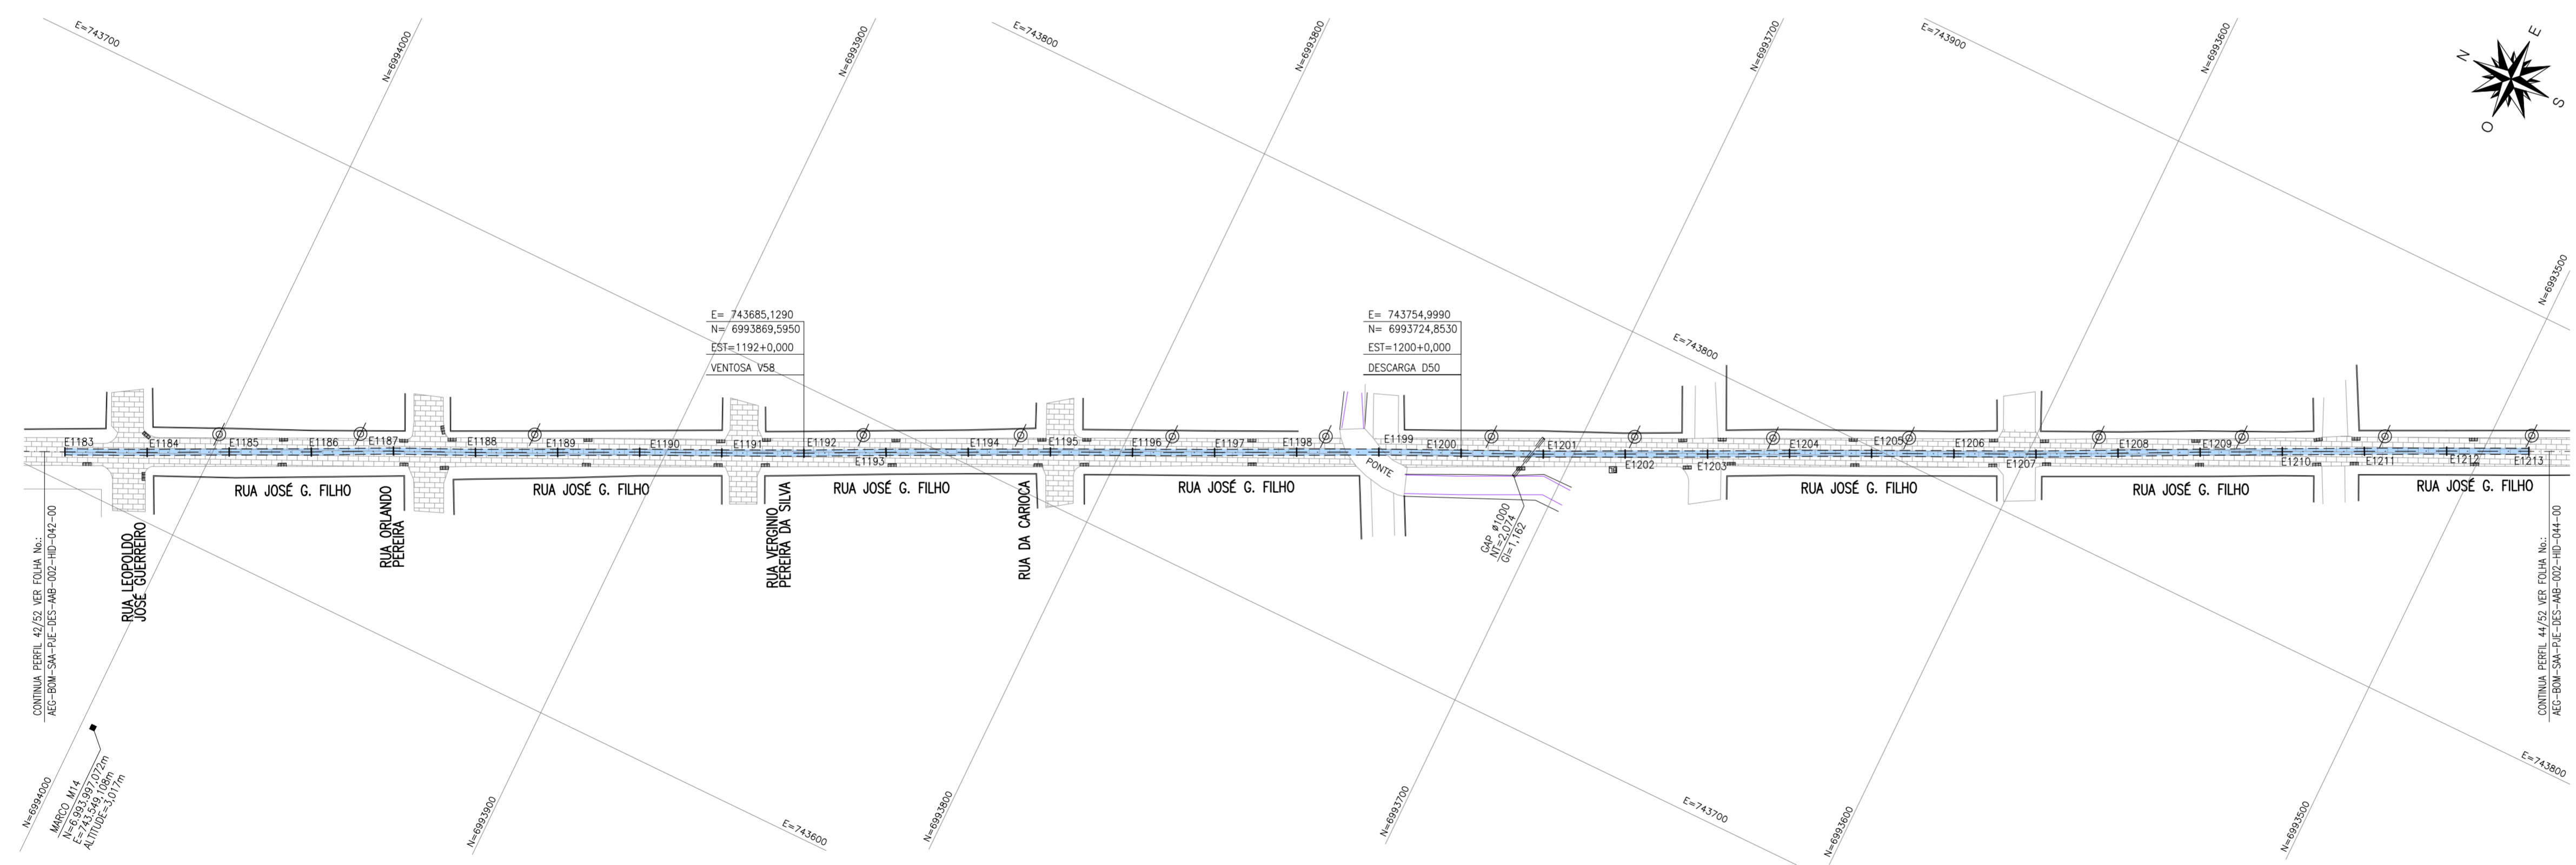 E=743700
N=6994000
N=6993900
E=743800
N=6993800
N=6993700
E=743900
N=6993600
N
E
S
O
E= 743685,1290
N= 6993869,5950
EST=1192+0,000
VENTOSA V58
E= 743754,9990
N= 6993724,8530
EST=1200+0,000
DESCARGA D50
E=743800
N=6993500
E1183
E1184
E1185
E1186
E1187
E1188
E1189
E1190
E1191
E1192
E1193
E1194
E1195
E1196
E1197
E1198
E1199
E1200
E1201
E1202
E1203
E1204
E1205
E1206
E1207
E1208
E1209
E1210
E1211
E1212
E1213
PONTE
RUA JOSÉ G. FILHO
RUA JOSÉ G. FILHO
RUA JOSÉ G. FILHO
RUA JOSÉ G. FILHO
RUA JOSÉ G. FILHO
RUA JOSÉ G. FILHO
RUA JOSÉ G. FILHO
CONTINUA PERFIL 42/52 VER FOLHA No.:
AEG-BOM-SAA-PJE-DES-AAB-002-HID-042-00
RUA LEOPOLDO
JOSÉ GUERREIRO
RUA ORLANDO
PEREIRA
RUA VERGINIO
PEREIRA DA SILVA
RUA DA CARIOCA
GAP ø1000
NT=2,074
GI=1,162
CONTINUA PERFIL 44/52 VER FOLHA No.:
AEG-BOM-SAA-PJE-DES-AAB-002-HID-044-00
MARCO M14
N=6.993.997,072m
E=743.549,108m
ALTITUDE=3,017m
N=6994000
N=6993900
E=743600
N=6993800
N=6993700
E=743700
N=6993600
N=6993500
E=743800